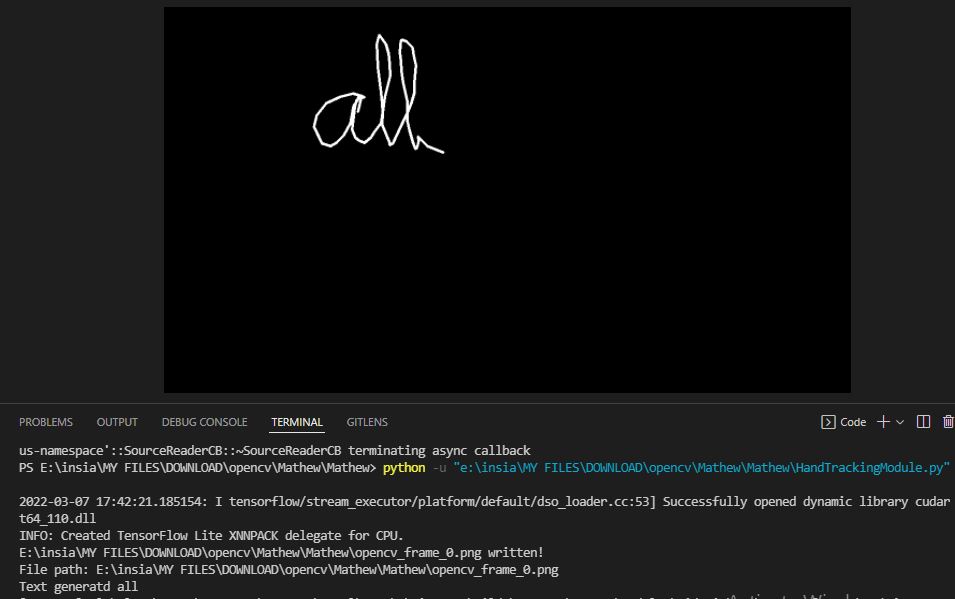 all
PROBLEMS OUTPUT DEBUG CONSOLE TERMINAL GITLENS Code
us-namespace'::SourceReaderCB::~SourceReaderCB terminating async callback
PS E:\insia\MY FILES\DOWNLOAD\opencv\Mathew\Mathew> python -u "e:\insia\MY FILES\DOWNLOAD\opencv\Mathew\Mathew\HandTrackingModule.py"
2022-03-07 17:42:21.185154: I tensorflow/stream_executor/platform/default/dso_loader.cc:53] Successfully opened dynamic library cudar
t64_110.dll
INFO: Created TensorFlow Lite XNNPACK delegate for CPU.
E:\insia\MY FILES\DOWNLOAD\opencv\Mathew\Mathew\opencv_frame_0.png written!
File path: E:\insia\MY FILES\DOWNLOAD\opencv\Mathew\Mathew\opencv_frame_0.png
Text generatd all